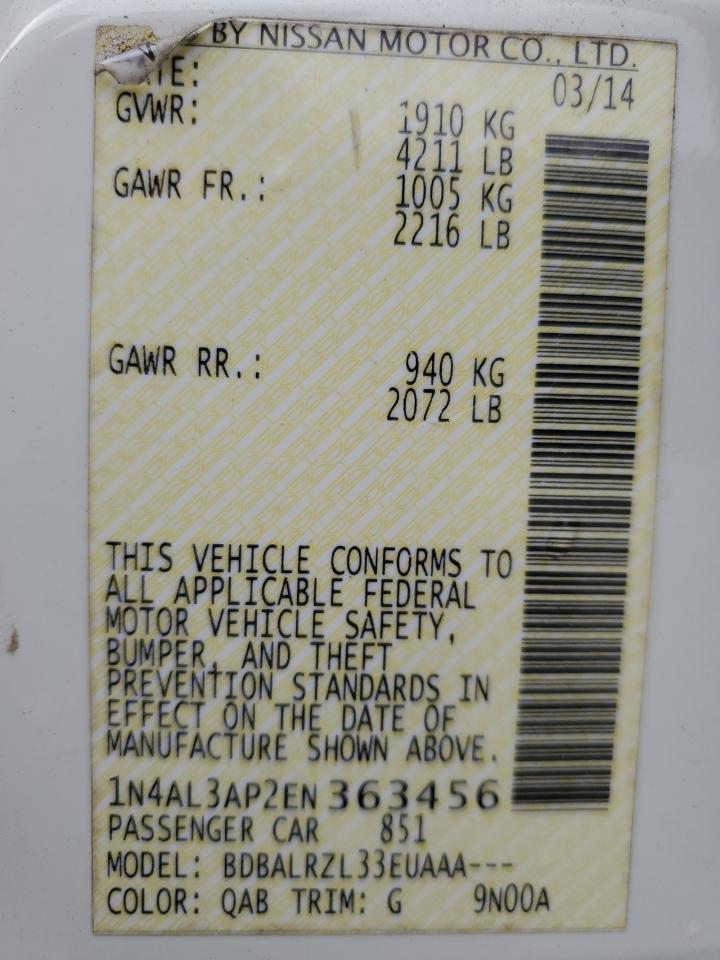 BY NISSAN MOTOR CO., LTD.
TE: 03/14
GVWR: 1910 KG
4211 LB
GAWR FR.: 1005 KG
2216 LB
GAWR RR.: 940 KG
2072 LB
THIS VEHICLE CONFORMS TO
ALL APPLICABLE FEDERAL
MOTOR VEHICLE SAFETY,
BUMPER, AND THEFT
PREVENTION STANDARDS IN
EFFECT ON THE DATE OF
MANUFACTURE SHOWN ABOVE.
1N4AL3AP2EN 363456
PASSENGER CAR 851
MODEL: BDBALRZL33EUAAA---
COLOR: QAB TRIM: G 9N00A